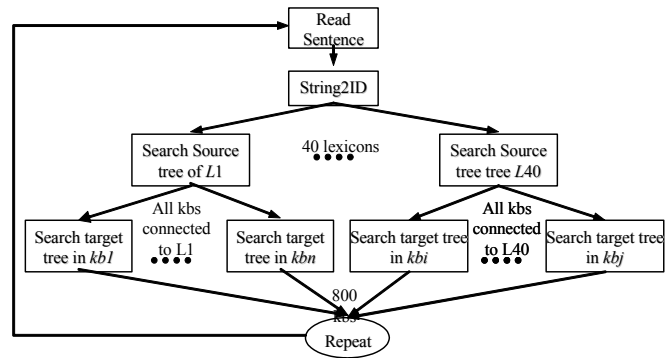 Read
Sentence
String2ID
40 lexicons
Search Source
tree of L1
Search Source
tree tree L40
All kbs
connected
to L1
All kbs
connected
to L40
Search target
tree in kb1
Search target
tree in kbn
Search target
tree in kbi
Search target tree
in kbj
800
kbs
Repeat